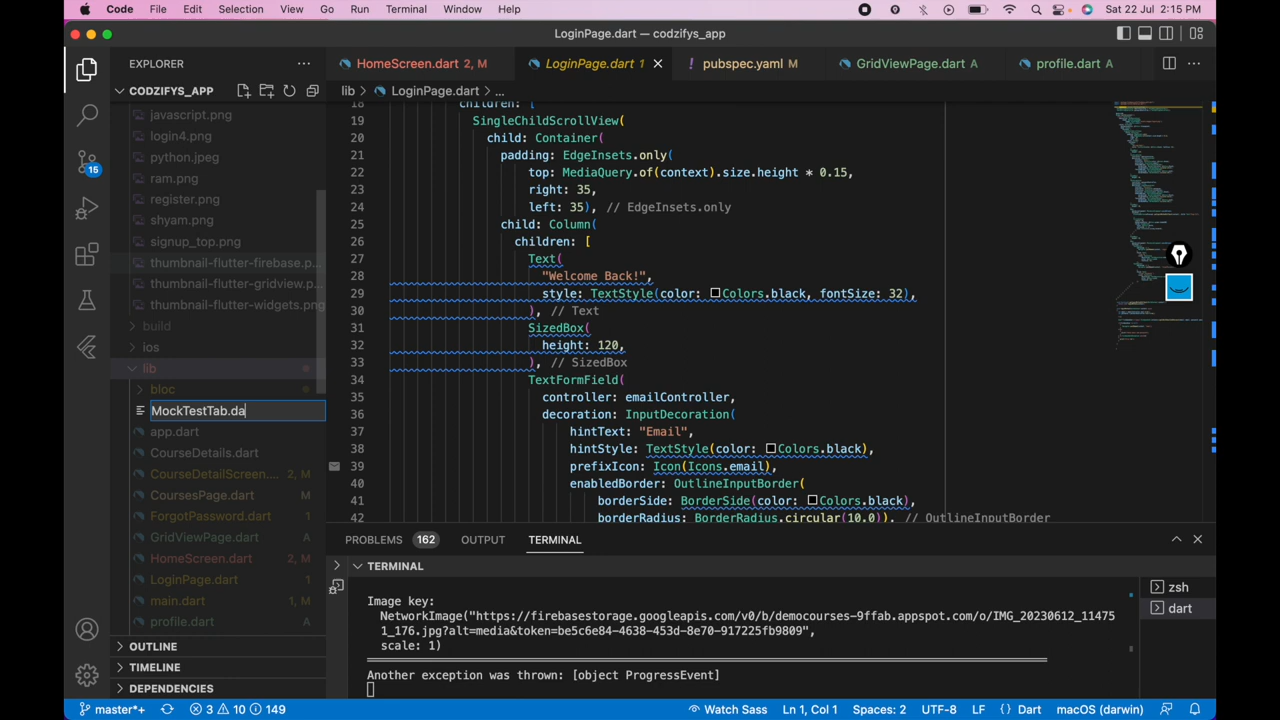 Code File Edit Selection View Go Run Terminal Window Help Sat 22 Jul 2:15 PM
LoginPage.dart — codzifys_app
EXPLORER
HomeScreen.dart 2, M LoginPage.dart 1 pubspec.yaml M GridViewPage.dart A profile.dart A
CODZIFYS_APP
lib > LoginPage.dart > ...
javascript.png
login4.png
python.jpeg
ram.png
register.png
shyam.png
signup_top.png
thumbnail-flutter-firebase.p...
thumbnail-flutter-gridview.p...
thumbnail-flutter-widgets.png
build
ios
lib
bloc
MockTestTab.da
app.dart
CourseDetails.dart
CourseDetailScreen.... 2, M
CoursesPage.dart M
ForgotPassword.dart 1
GridViewPage.dart A
HomeScreen.dart 2, M
LoginPage.dart 1
main.dart 1, M
profile.dart A
OUTLINE
TIMELINE
DEPENDENCIES
15
18 children: [
19 SingleChildScrollView(
20 child: Container(
21 padding: EdgeInsets.only(
22 top: MediaQuery.of(context).size.height * 0.15,
23 right: 35,
24 left: 35), // EdgeInsets.only
25 child: Column(
26 children: [
27 Text(
28 "Welcome Back!",
29 style: TextStyle(color: Colors.black, fontSize: 32),
30 ), // Text
31 SizedBox(
32 height: 120,
33 ), // SizedBox
34 TextFormField(
35 controller: emailController,
36 decoration: InputDecoration(
37 hintText: "Email",
38 hintStyle: TextStyle(color: Colors.black),
39 prefixIcon: Icon(Icons.email),
40 enabledBorder: OutlineInputBorder(
41 borderSide: BorderSide(color: Colors.black),
42 borderRadius: BorderRadius.circular(10.0)), // OutlineInputBorder
PROBLEMS 162 OUTPUT TERMINAL
TERMINAL
zsh
dart
Image key:
NetworkImage("https://firebasestorage.googleapis.com/v0/b/democourses-9ffab.appspot.com/o/IMG_20230612_11475
1_176.jpg?alt=media&token=be5c6e84-4638-453d-8e70-917225fb9809",
scale: 1)
Another exception was thrown: [object ProgressEvent]
master*+ 3 10 149 Watch Sass Ln 1, Col 1 Spaces: 2 UTF-8 LF {} Dart macOS (darwin)